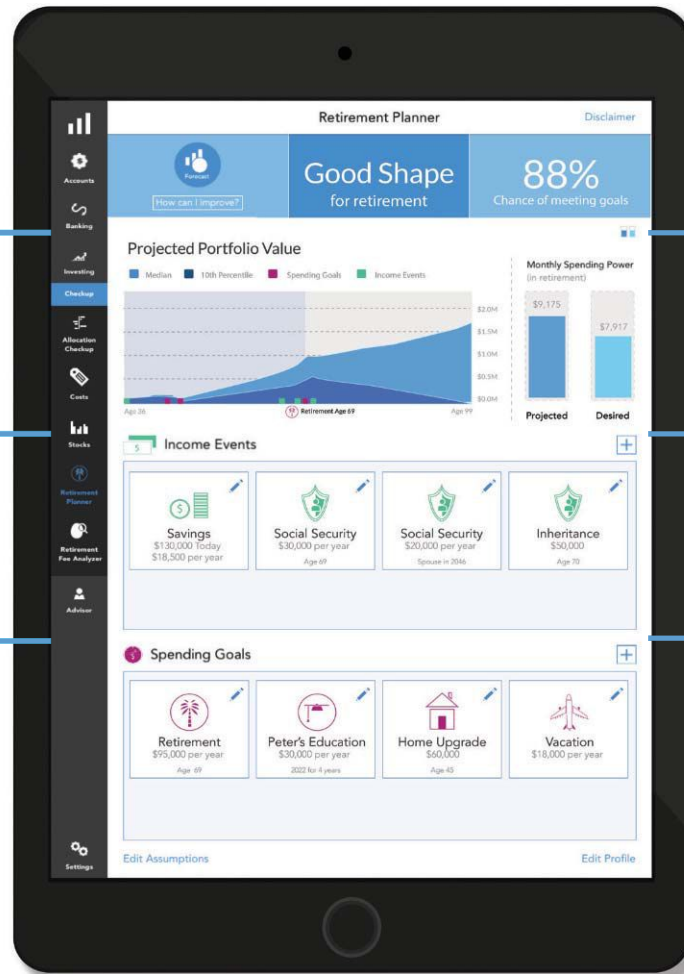 Retirement Planner
Disclaimer
Accounts
Banking
Investing
Checkup
Allocation
Checkup
Costs
Stocks
Retirement
Planner
Retirement
Fee Analyzer
Advisor
Settings
Forecast
How can I improve?
Good Shape
for retirement
88%
Chance of meeting goals
Projected Portfolio Value
Median
10th Percentile
Spending Goals
Income Events
$2.0M
$1.5M
$1.0M
$0.5M
$0.0M
Age 36
Retirement Age 69
Age 99
Monthly Spending Power
(in retirement)
$9,175
$7,917
Projected
Desired
$
Income Events
+
$
Savings
$130,000 Today
$18,500 per year
Social Security
$30,000 per year
Age 69
Social Security
$20,000 per year
Spouse in 2046
Inheritance
$50,000
Age 70
Spending Goals
+
Retirement
$95,000 per year
Age 69
Peter's Education
$30,000 per year
2022 for 4 years
Home Upgrade
$60,000
Age 45
Vacation
$18,000 per year
Edit Assumptions
Edit Profile